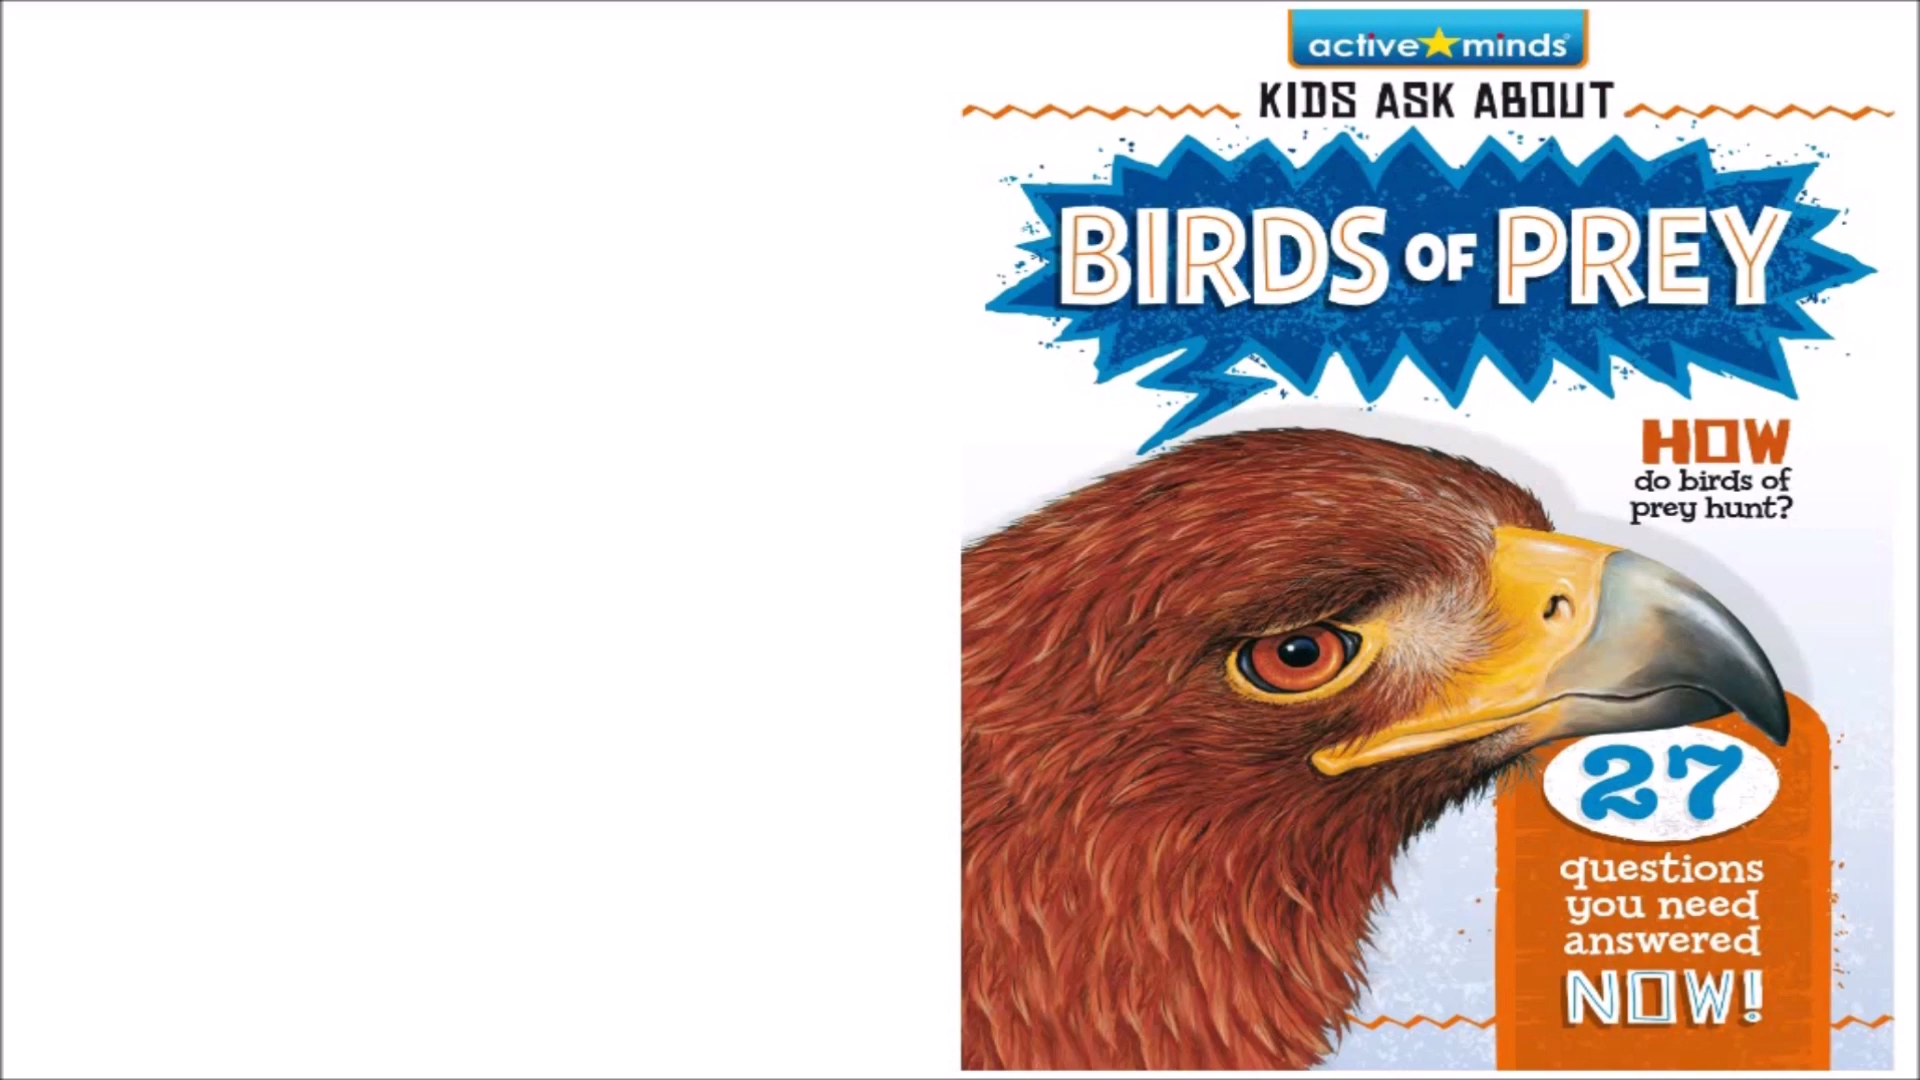 active minds®
KIDS ASK ABOUT
BIRDS OF PREY
HOW
do birds of
prey hunt?
27
questions
you need
answered
NOW!